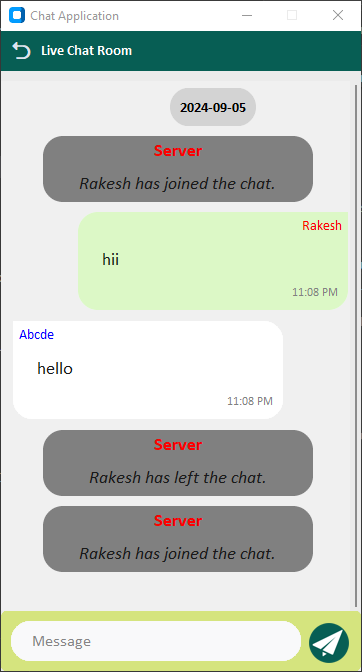 Chat Application
Live Chat Room
2024-09-05
Server
Rakesh has joined the chat.
Rakesh
hii
11:08 PM
Abcde
hello
11:08 PM
Server
Rakesh has left the chat.
Server
Rakesh has joined the chat.
Message